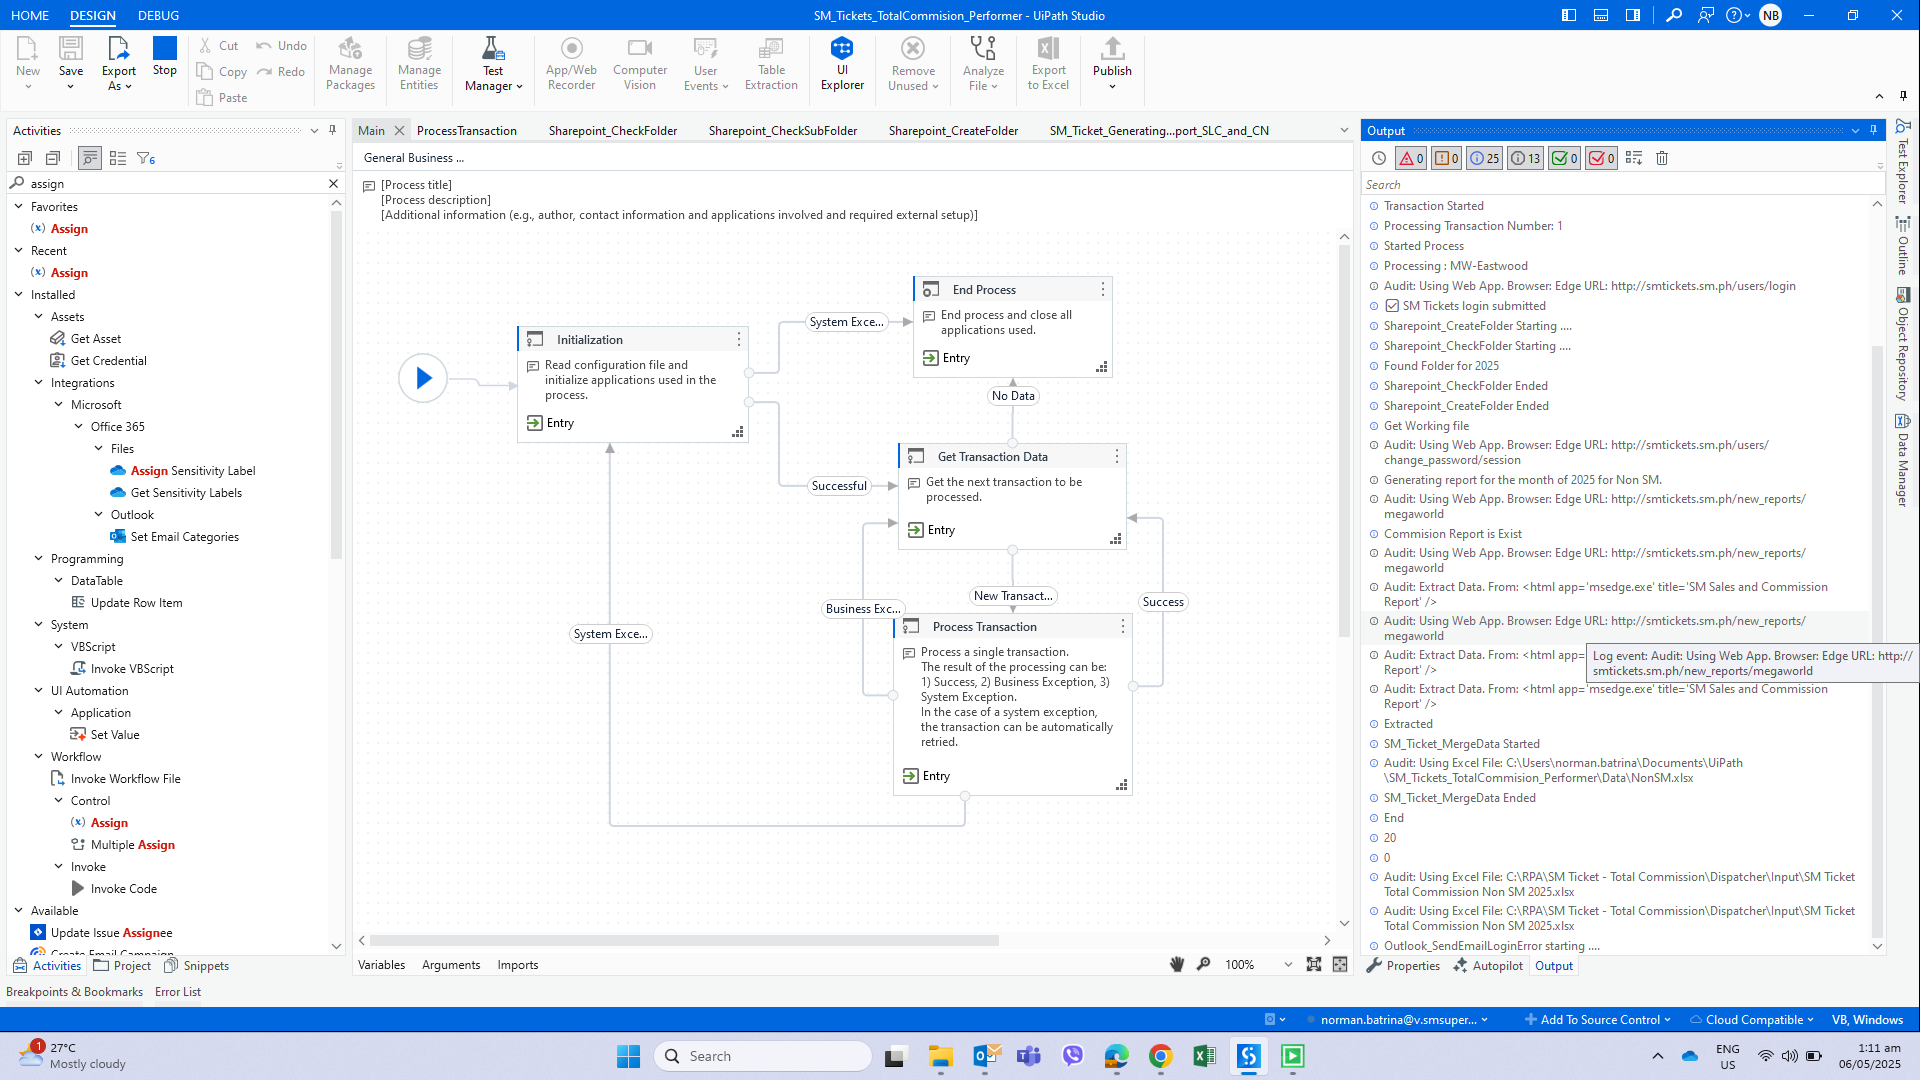 HOME
DESIGN
DEBUG
SM_Tickets_TotalCommision_Performer - UiPath Studio
NB
New
Save
Export
As
Stop
Cut
Copy
Paste
Undo
Redo
Manage
Packages
Manage
Entities
Test
Manager
App/Web
Recorder
Computer
Vision
User
Events
Table
Extraction
UI
Explorer
Remove
Unused
Analyze
File
Export
to Excel
Publish
Activities
6
assign
Favorites
(x) Assign
Recent
(x) Assign
Installed
Assets
Get Asset
Get Credential
Integrations
Microsoft
Office 365
Files
Assign Sensitivity Label
Get Sensitivity Labels
Outlook
Set Email Categories
Programming
DataTable
Update Row Item
System
VBScript
Invoke VBScript
UI Automation
Application
Set Value
Workflow
Invoke Workflow File
Control
(x) Assign
Multiple Assign
Invoke
Invoke Code
Available
Update Issue Assignee
Create Email Campaign
Activities
Project
Snippets
Breakpoints & Bookmarks
Error List
Main
ProcessTransaction
Sharepoint_CheckFolder
Sharepoint_CheckSubFolder
Sharepoint_CreateFolder
SM_Ticket_Generating...port_SLC_and_CN
General Business ...
[Process title]
[Process description]
[Additional information (e.g., author, contact information and applications involved and required external setup)]
Initialization
Read configuration file and
initialize applications used in the
process.
Entry
System Exce...
End Process
End process and close all
applications used.
Entry
No Data
Successful
Get Transaction Data
Get the next transaction to be
processed.
Entry
New Transact...
Business Exc...
Success
System Exce...
Process Transaction
Process a single transaction.
The result of the processing can be:
1) Success, 2) Business Exception, 3)
System Exception.
In the case of a system exception,
the transaction can be automatically
retried.
Entry
Variables
Arguments
Imports
100%
Output
0
0
25
13
0
0
Search
Transaction Started
Processing Transaction Number: 1
Started Process
Processing : MW-Eastwood
Audit: Using Web App. Browser: Edge URL: http://smtickets.sm.ph/users/login
SM Tickets login submitted
Sharepoint_CreateFolder Starting ....
Sharepoint_CheckFolder Starting ....
Found Folder for 2025
Sharepoint_CheckFolder Ended
Sharepoint_CreateFolder Ended
Get Working file
Audit: Using Web App. Browser: Edge URL: http://smtickets.sm.ph/users/
change_password/session
Generating report for the month of 2025 for Non SM.
Audit: Using Web App. Browser: Edge URL: http://smtickets.sm.ph/new_reports/
megaworld
Commision Report is Exist
Audit: Using Web App. Browser: Edge URL: http://smtickets.sm.ph/new_reports/
megaworld
Audit: Extract Data. From: <html app='msedge.exe' title='SM Sales and Commission
Report' />
Audit: Using Web App. Browser: Edge URL: http://smtickets.sm.ph/new_reports/
megaworld
Audit: Extract Data. From: <html app=
Report' />
Log event: Audit: Using Web App. Browser: Edge URL: http://
smtickets.sm.ph/new_reports/megaworld
Audit: Extract Data. From: <html app='msedge.exe' title='SM Sales and Commission
Report' />
Extracted
SM_Ticket_MergeData Started
Audit: Using Excel File: C:\Users\norman.batrina\Documents\UiPath
\SM_Tickets_TotalCommision_Performer\Data\NonSM.xlsx
SM_Ticket_MergeData Ended
End
20
0
Audit: Using Excel File: C:\RPA\SM Ticket - Total Commission\Dispatcher\Input\SM Ticket
Total Commission Non SM 2025.xlsx
Audit: Using Excel File: C:\RPA\SM Ticket - Total Commission\Dispatcher\Input\SM Ticket
Total Commission Non SM 2025.xlsx
Outlook_SendEmailLoginError starting ....
Properties
Autopilot
Output
Test Explorer
Outline
Object Repository
Data Manager
norman.batrina@v.smsuper...
Add To Source Control
Cloud Compatible
VB, Windows
1
27°C
Mostly cloudy
Search
ENG
US
1:11 am
06/05/2025